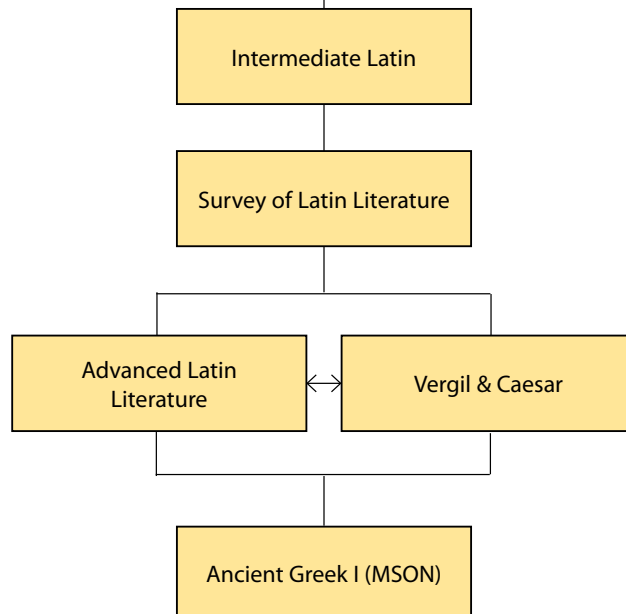 Intermediate Latin
Survey of Latin Literature
Advanced Latin
Literature
Vergil & Caesar
Ancient Greek I (MSON)